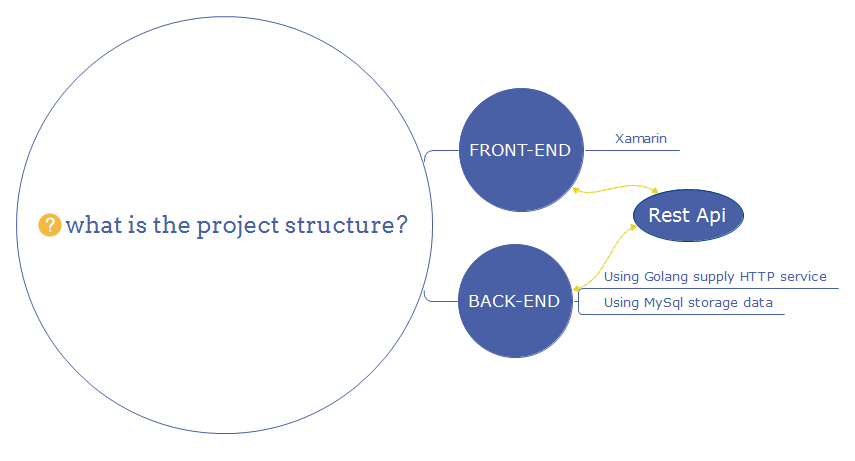 what is the project structure?
FRONT-END
Xamarin
Rest Api
BACK-END
Using Golang supply HTTP service
Using MySql storage data